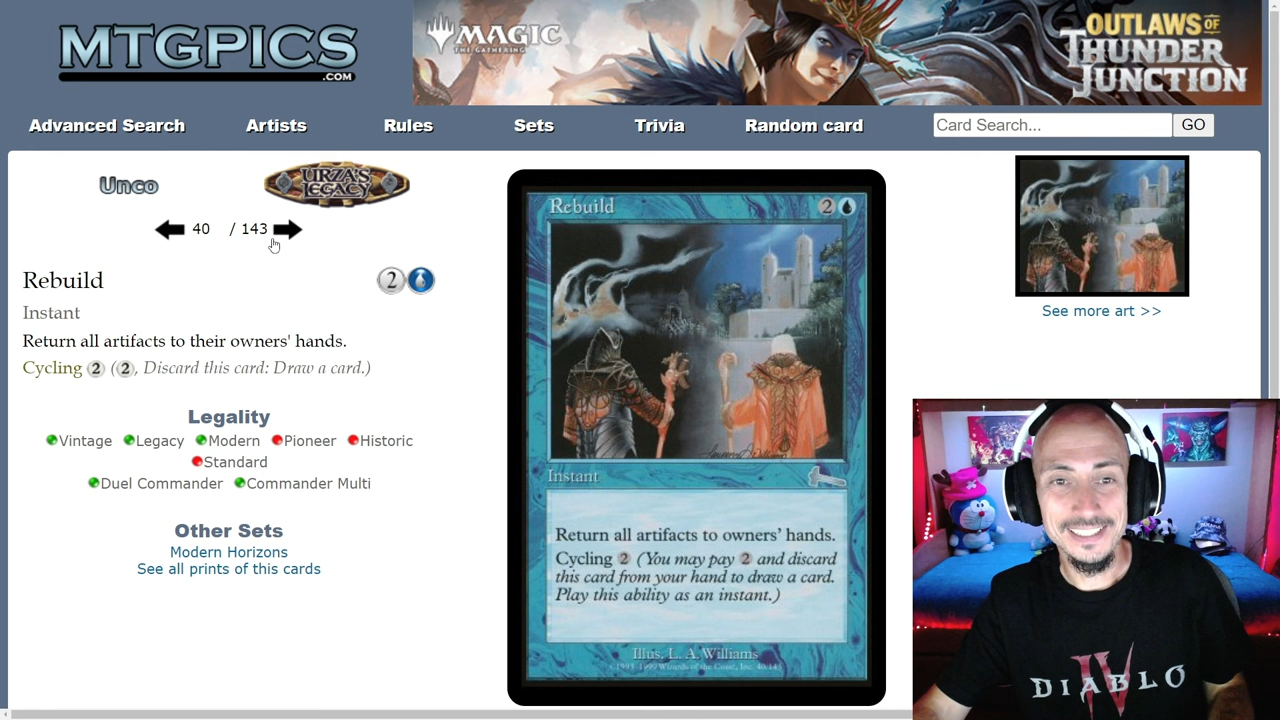 MTGPICS
.COM
MAGIC
THE GATHERING
OUTLAWS OF
THUNDER
JUNCTION
Advanced Search
Artists
Rules
Sets
Trivia
Random card
Card Search...
GO
Unco
URZA'S
LEGACY
40 / 143
Rebuild 2
Instant
Return all artifacts to their owners' hands.
Cycling 2 (2, Discard this card: Draw a card.)
Legality
Vintage Legacy Modern Pioneer Historic
Standard
Duel Commander Commander Multi
Other Sets
Modern Horizons
See all prints of this cards
Rebuild 2
Instant
Return all artifacts to owners' hands.
Cycling 2 (You may pay 2 and discard
this card from your hand to draw a card.
Play this ability as an instant.)
Illus. L. A. Williams
See more art >>
DIABLO
IV